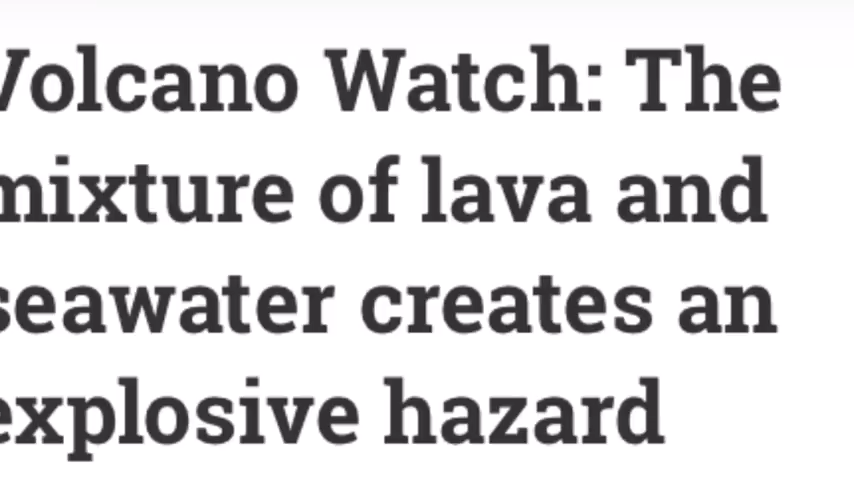 Volcano Watch: The
mixture of lava and
seawater creates an
explosive hazard